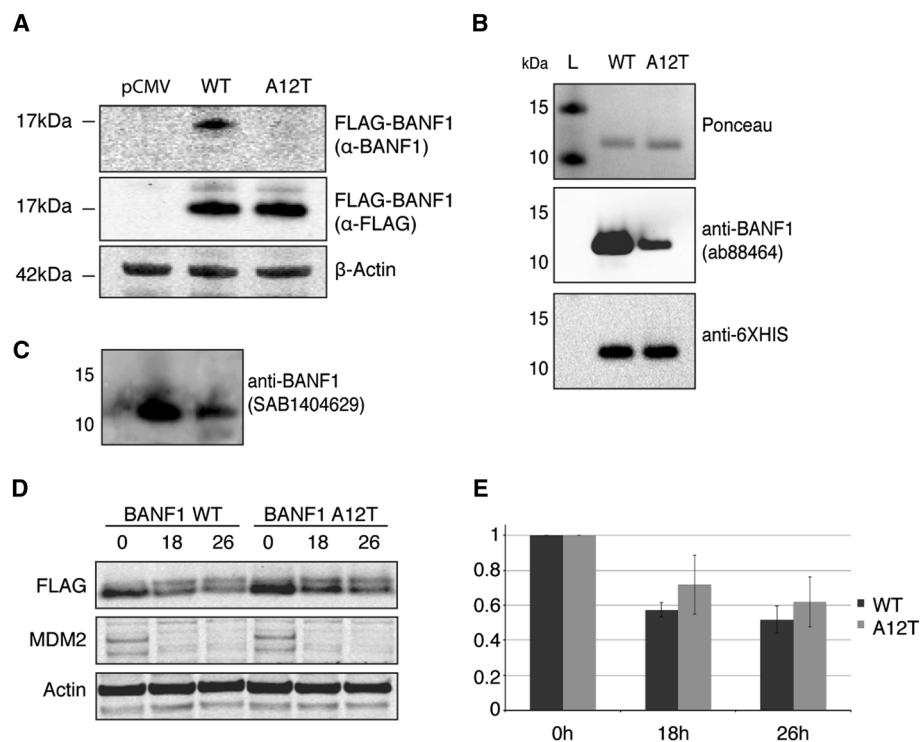 A
pCMV WT A12T
17kDa
FLAG-BANF1
(α-BANF1)
17kDa
FLAG-BANF1
(α-FLAG)
42kDa
β-Actin
B
kDa L WT A12T
15
10
Ponceau
15
10
anti-BANF1
(ab88464)
15
10
anti-6XHIS
C
15
10
anti-BANF1
(SAB1404629)
D
BANF1 WT BANF1 A12T
0 18 26 0 18 26
FLAG
MDM2
Actin
E
1
0.8
0.6
0.4
0.2
0
0h 18h 26h
WT
A12T